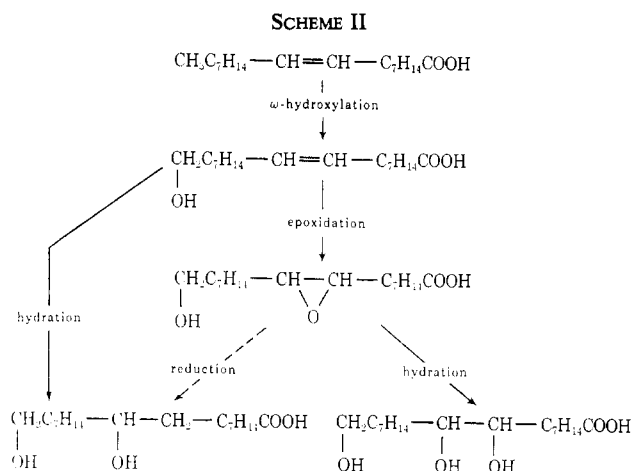 SCHEME II
CH₃C₇H₁₄—CH=CH—C₇H₁₄COOH
ω-hydroxylation
CH₂C₇H₁₄—CH=CH—C₇H₁₄COOH
OH
epoxidation
CH₂C₇H₁₄—CH—CH—C₇H₁₄COOH
OH
O
hydration
reduction
hydration
CH₂C₇H₁₄—CH—CH₂—C₇H₁₄COOH
OH OH
CH₂C₇H₁₄—CH—CH—C₇H₁₄COOH
OH OH OH